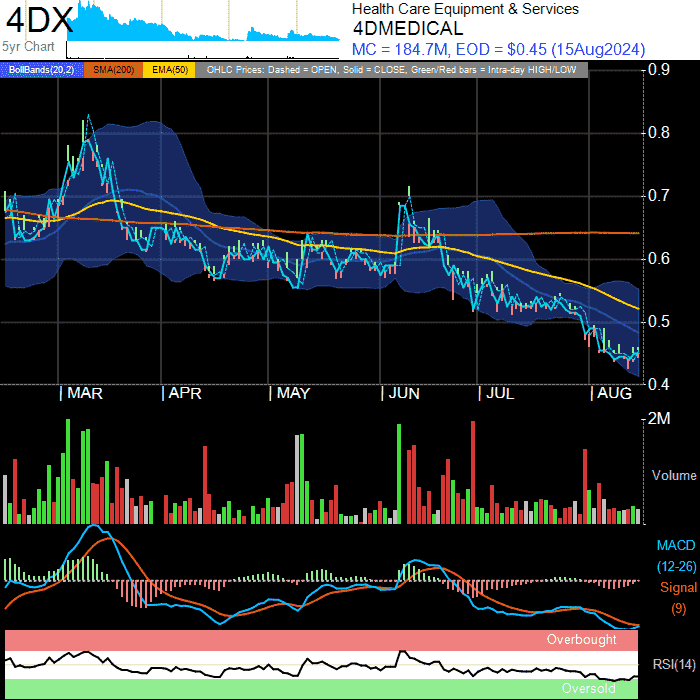 4DX
5yr Chart
Health Care Equipment & Services
4DMEDICAL
MC = 184.7M, EOD = $0.45 (15Aug2024)
BollBands(20,2) SMA(200) EMA(50) OHLC Prices: Dashed = OPEN, Solid = CLOSE, Green/Red bars = Intra-day HIGH/LOW
0.9
0.8
0.7
0.6
0.5
0.4
MAR APR MAY JUN JUL AUG
2M
Volume
MACD
(12-26)
Signal
(9)
Overbought
RSI(14)
Oversold